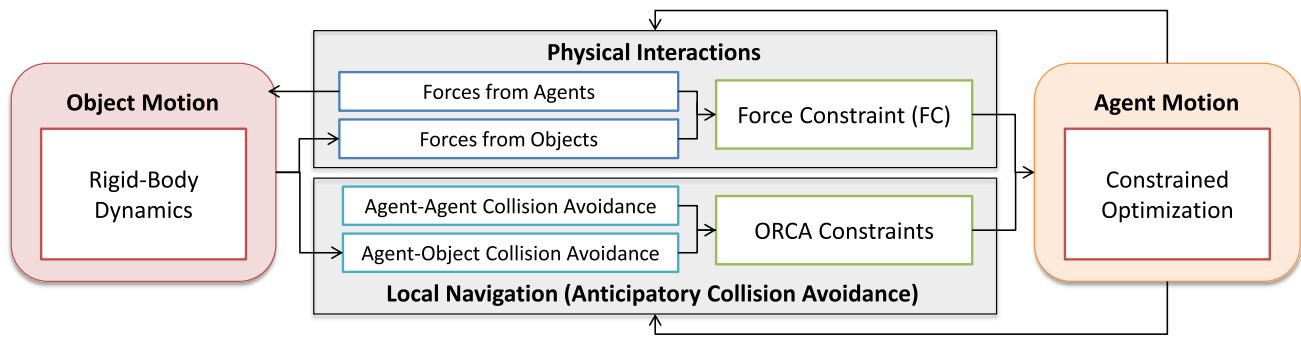 Object Motion
Rigid-Body
Dynamics
Physical Interactions
Forces from Agents
Forces from Objects
Force Constraint (FC)
Agent-Agent Collision Avoidance
Agent-Object Collision Avoidance
ORCA Constraints
Local Navigation (Anticipatory Collision Avoidance)
Agent Motion
Constrained
Optimization